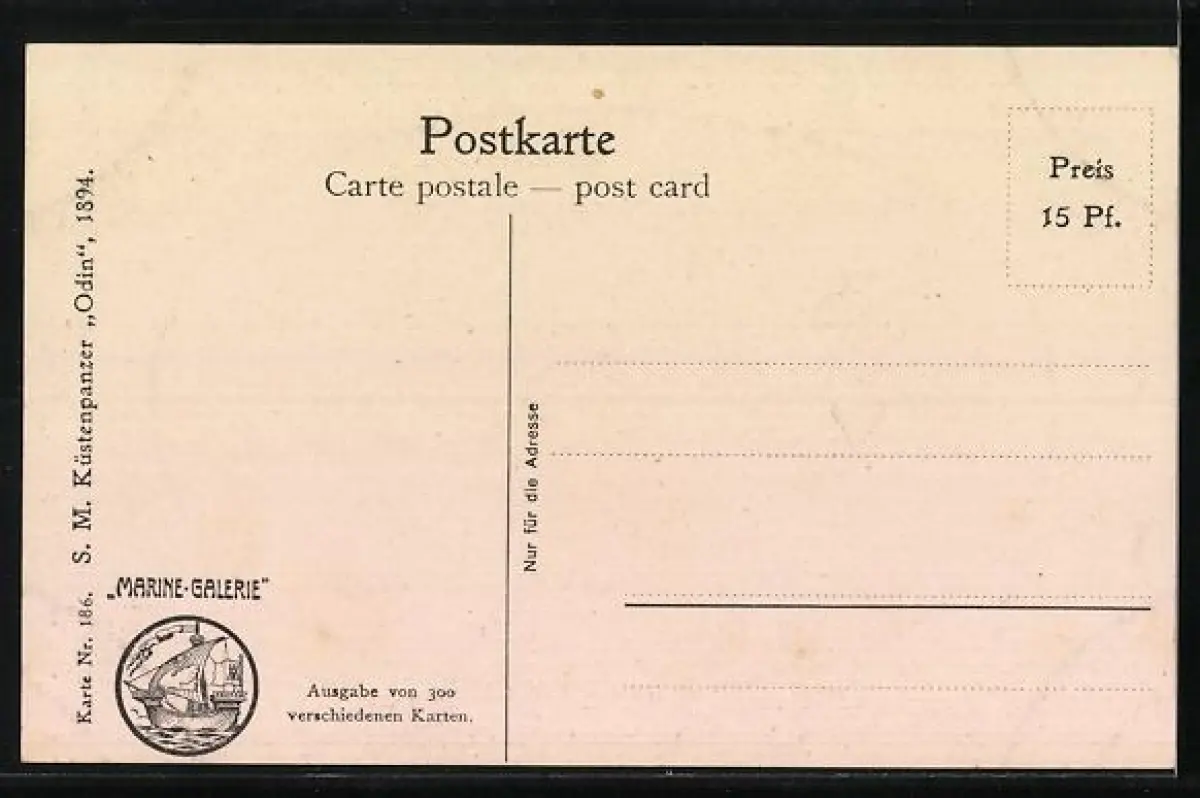 Postkarte
Carte postale — post card
Preis
15 Pf.
Karte Nr. 186. S. M. Küstenpanzer „Odin“, 1894.
Nur für die Adresse
„MARINE-GALERIE”
Ausgabe von 300
verschiedenen Karten.